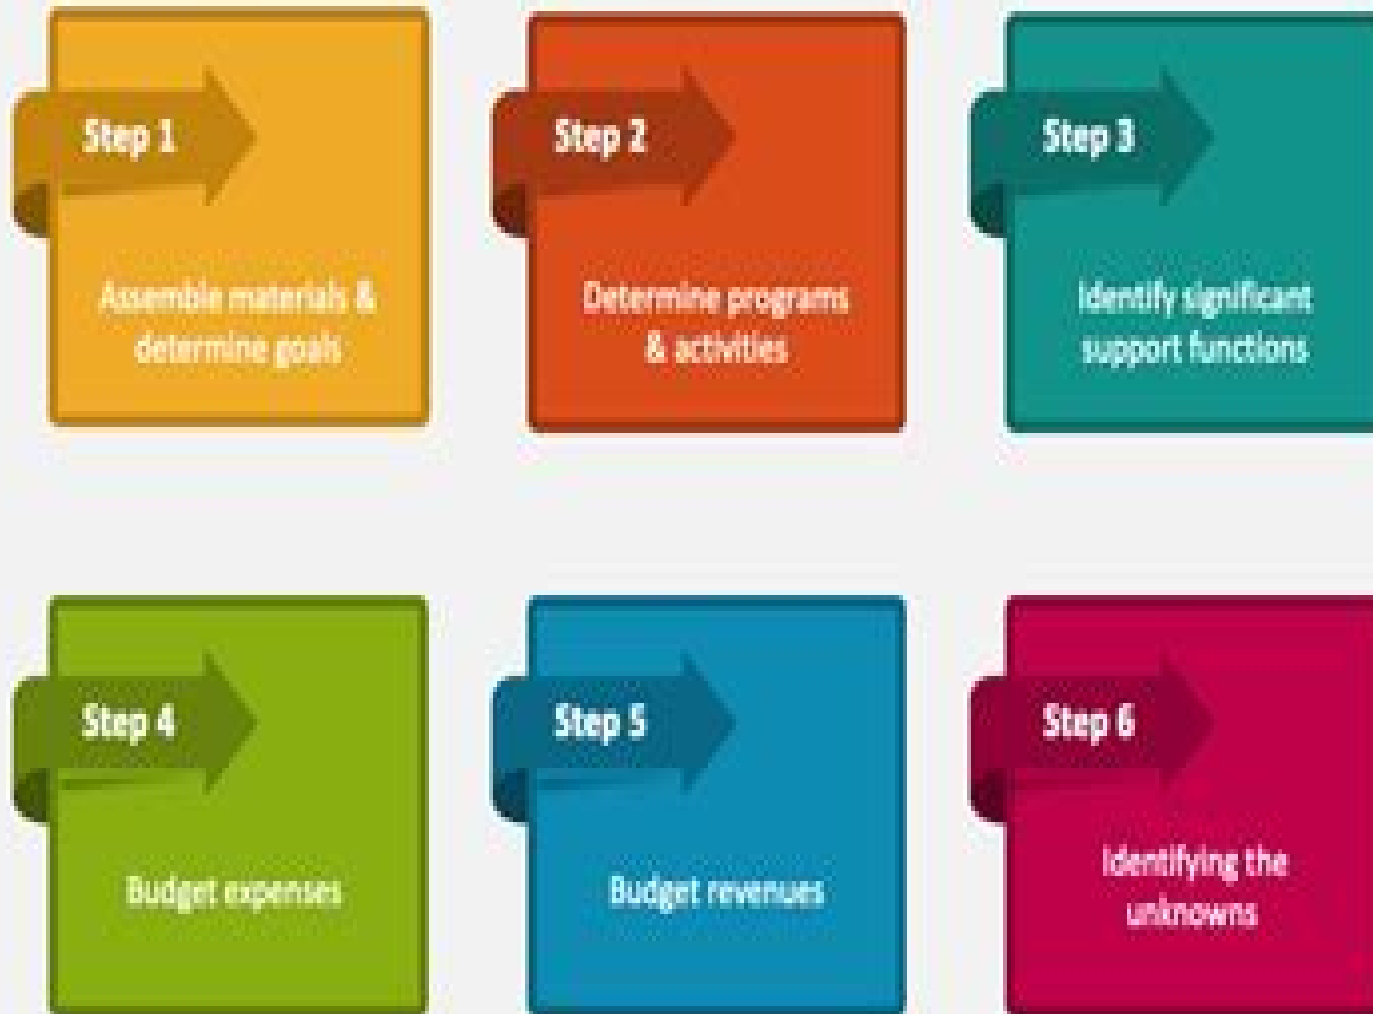 Step 1
Assemble materials &
determine goals
Step 2
Determine programs
& activities
Step 3
Identify significant
support functions
Step 4
Budget expenses
Step 5
Budget revenues
Step 6
Identifying the
unknowns